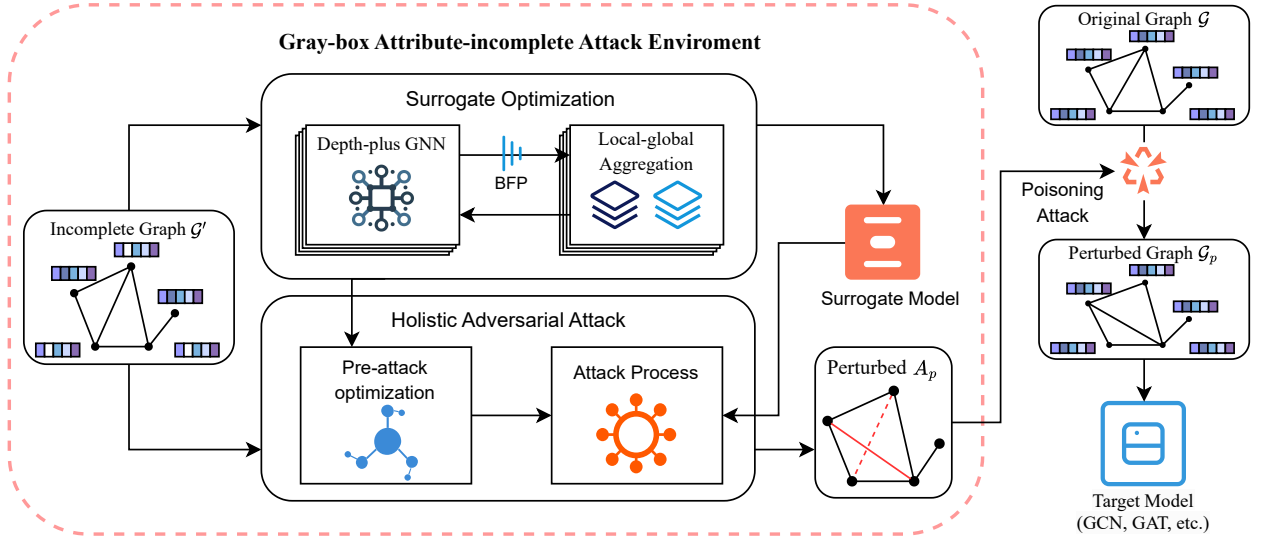 Gray-box Attribute-incomplete Attack Enviroment
Surrogate Optimization
Depth-plus GNN
BFP
Local-global
Aggregation
Incomplete Graph 𝒢′
Holistic Adversarial Attack
Pre-attack
optimization
Attack Process
Surrogate Model
Perturbed A_p
Original Graph 𝒢
Poisoning
Attack
Perturbed Graph 𝒢_p
Target Model
(GCN, GAT, etc.)